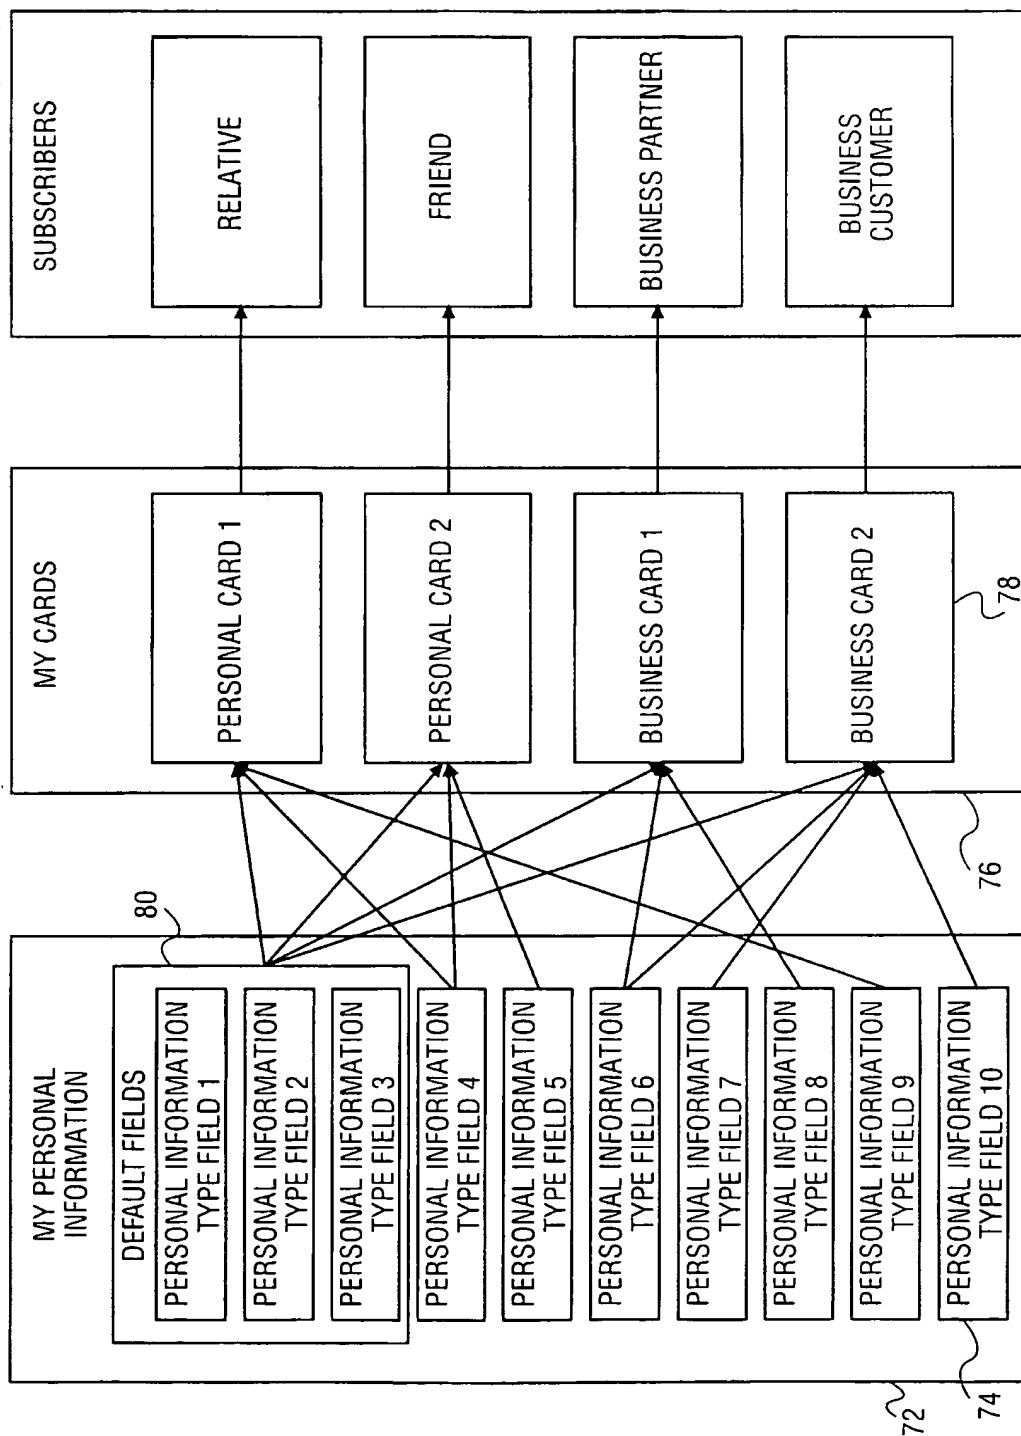 MY PERSONAL
INFORMATION
DEFAULT FIELDS
PERSONAL INFORMATION
TYPE FIELD 1
PERSONAL INFORMATION
TYPE FIELD 2
PERSONAL INFORMATION
TYPE FIELD 3
PERSONAL INFORMATION
TYPE FIELD 4
PERSONAL INFORMATION
TYPE FIELD 5
PERSONAL INFORMATION
TYPE FIELD 6
PERSONAL INFORMATION
TYPE FIELD 7
PERSONAL INFORMATION
TYPE FIELD 8
PERSONAL INFORMATION
TYPE FIELD 9
PERSONAL INFORMATION
TYPE FIELD 10
72
74
80
MY CARDS
PERSONAL CARD 1
PERSONAL CARD 2
BUSINESS CARD 1
BUSINESS CARD 2
76
78
SUBSCRIBERS
RELATIVE
FRIEND
BUSINESS PARTNER
BUSINESS
CUSTOMER